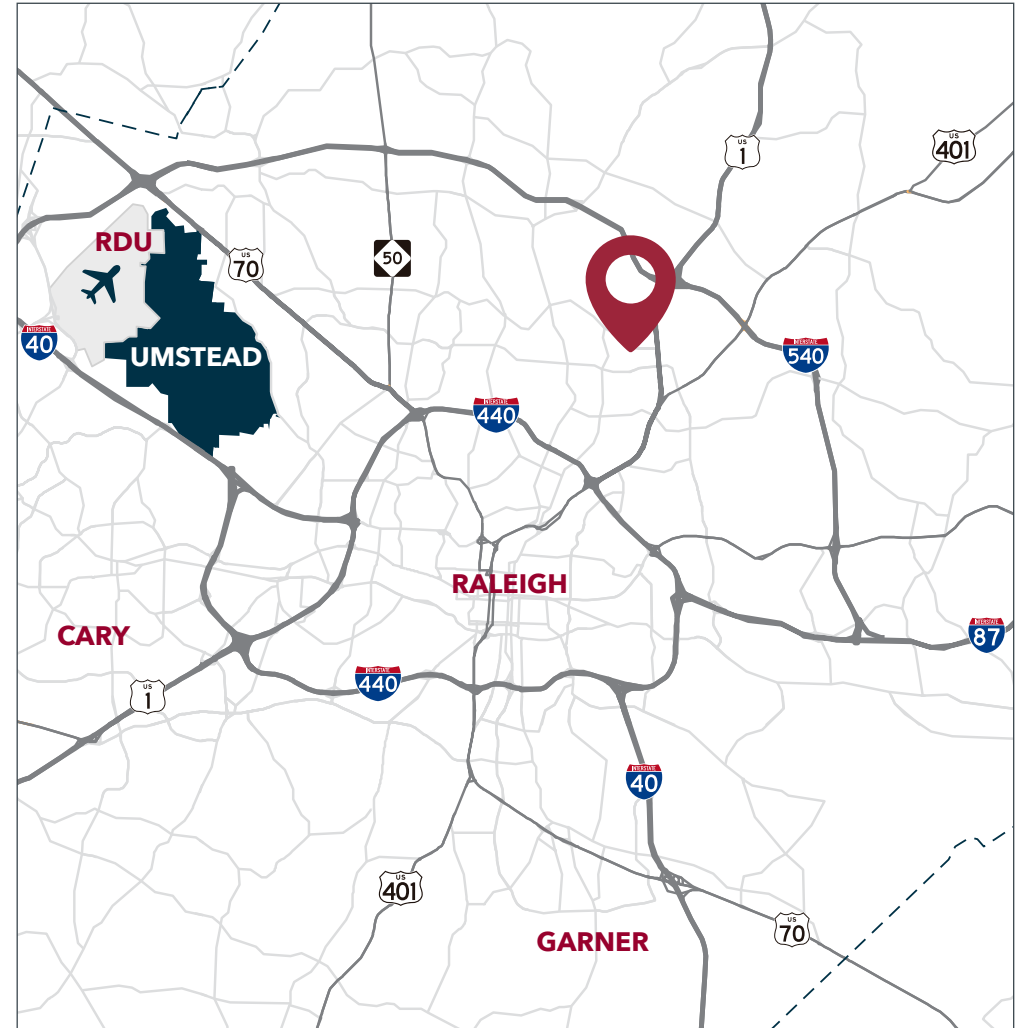 US
1
US
401
RDU
US
70
50
INTERSTATE
40
UMSTEAD
INTERSTATE
540
INTERSTATE
440
RALEIGH
CARY
INTERSTATE
87
INTERSTATE
440
US
1
INTERSTATE
40
US
401
US
70
GARNER